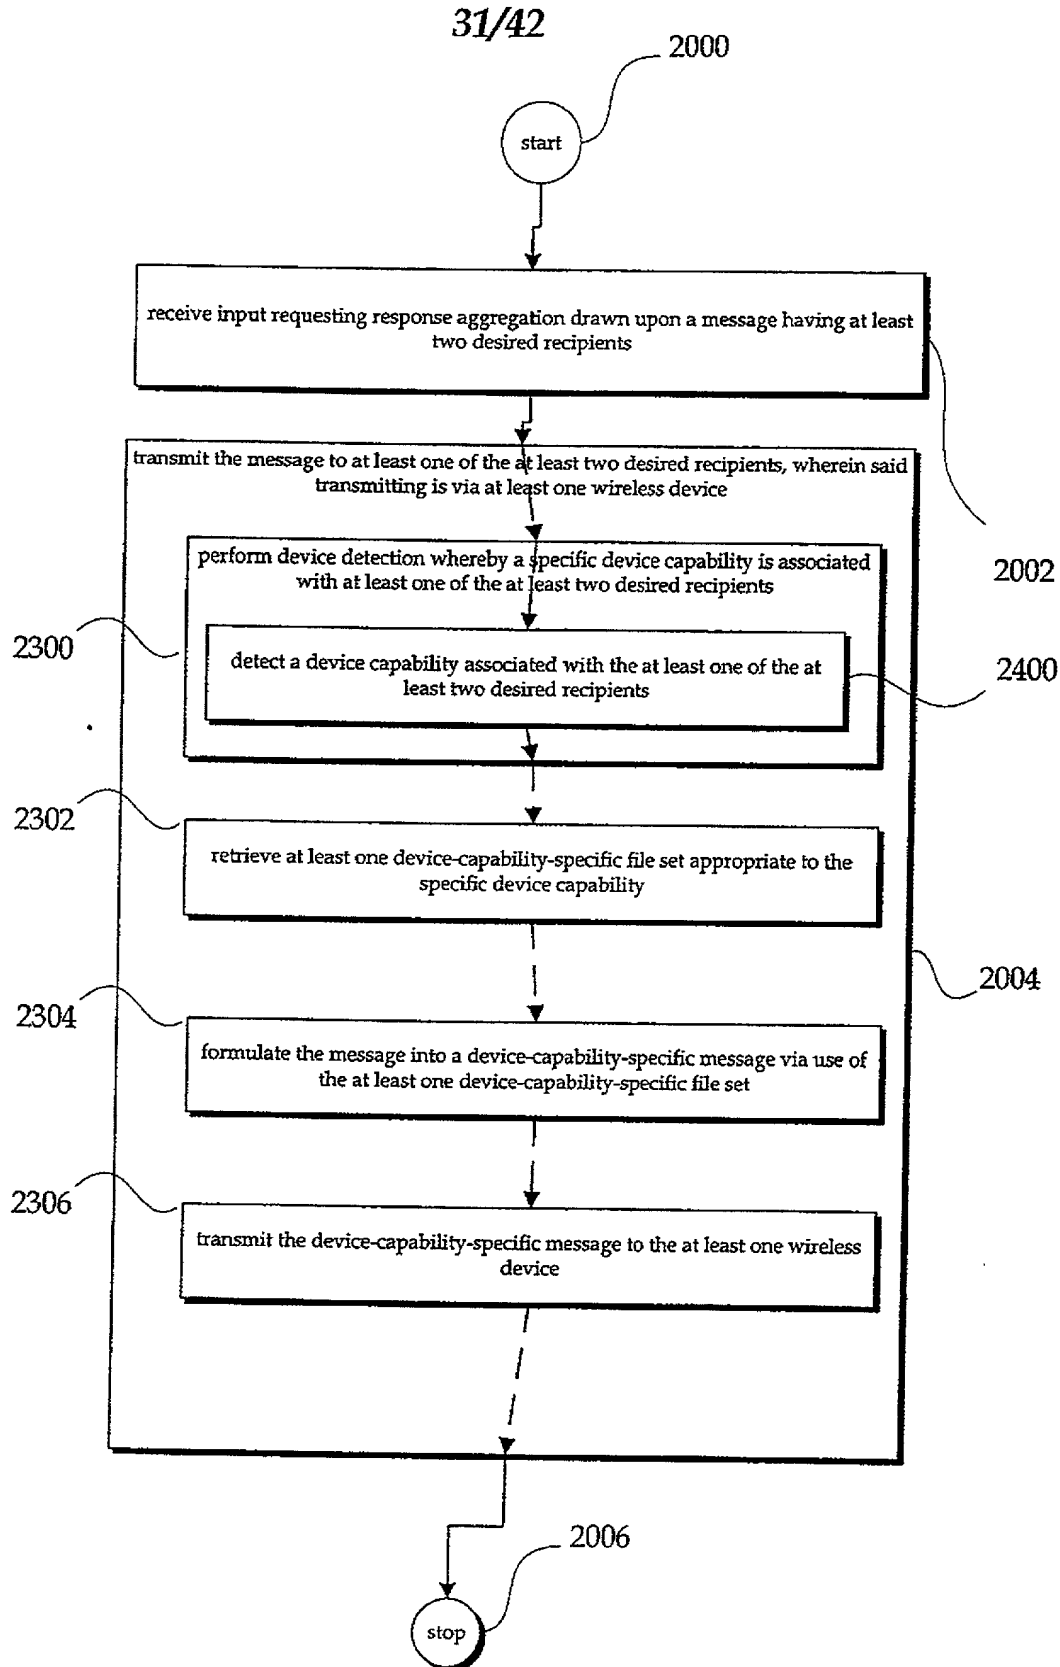 31/42
2000
start
receive input requesting response aggregation drawn upon a message having at least
two desired recipients
2002
transmit the message to at least one of the at least two desired recipients, wherein said
transmitting is via at least one wireless device
perform device detection whereby a specific device capability is associated
with at least one of the at least two desired recipients
2300
detect a device capability associated with the at least one of the at
least two desired recipients
2400
2302
retrieve at least one device-capability-specific file set appropriate to the
specific device capability
2004
2304
formulate the message into a device-capability-specific message via use of
the at least one device-capability-specific file set
2306
transmit the device-capability-specific message to the at least one wireless
device
2006
stop